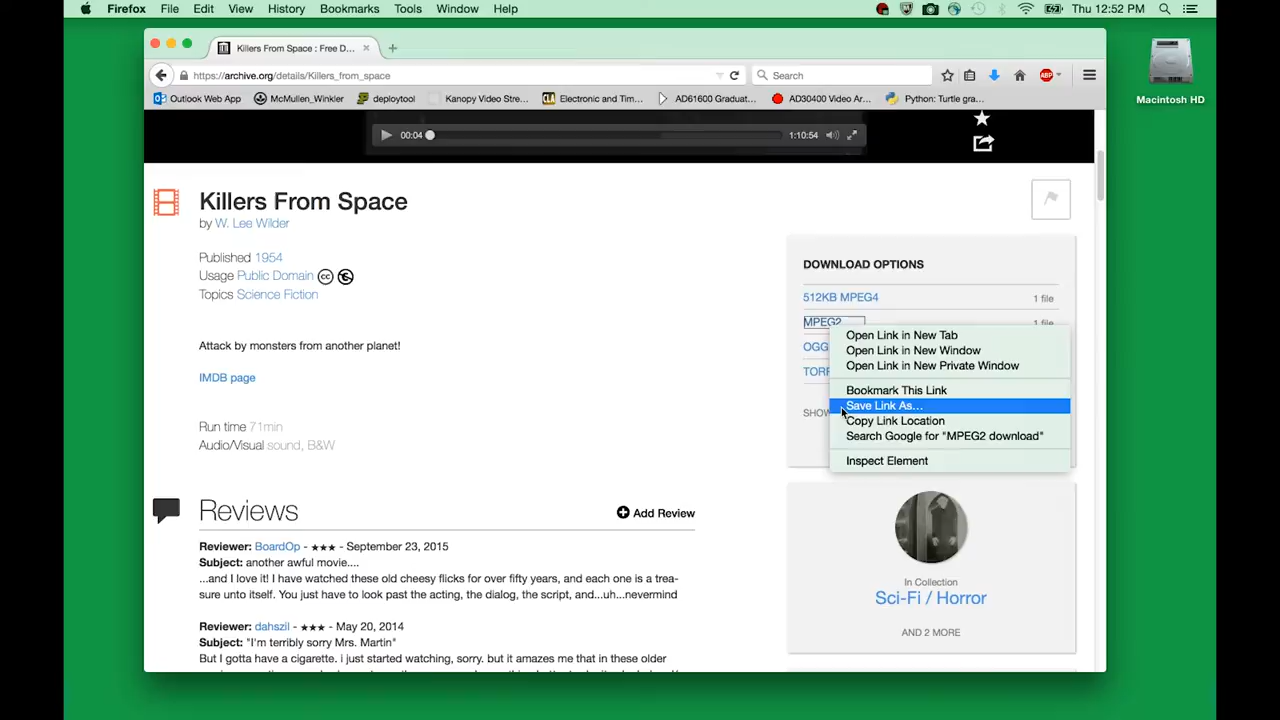 Firefox File Edit View History Bookmarks Tools Window Help Thu 12:52 PM
Killers From Space : Free D...
https://archive.org/details/Killers_from_space Search ABP
Outlook Web App McMullen_Winkler deploytool Kanopy Video Stre... Electronic and Tim... AD61600 Graduat... AD30400 Video Ar... Python: Turtle gra...
Macintosh HD
00:04 1:10:54
Killers From Space
by W. Lee Wilder
Published 1954
Usage Public Domain
Topics Science Fiction
Attack by monsters from another planet!
IMDB page
Run time 71min
Audio/Visual sound, B&W
DOWNLOAD OPTIONS
512KB MPEG4 1 file
MPEG2 1 file
OGG
TORR
SHOW
Open Link in New Tab
Open Link in New Window
Open Link in New Private Window
Bookmark This Link
Save Link As...
Copy Link Location
Search Google for "MPEG2 download"
Inspect Element
Reviews
Add Review
Reviewer: BoardOp - ★★★ - September 23, 2015
Subject: another awful movie....
...and I love it! I have watched these old cheesy flicks for over fifty years, and each one is a trea-
sure unto itself. You just have to look past the acting, the dialog, the script, and...uh...nevermind
Reviewer: dahszil - ★★★ - May 20, 2014
Subject: "I'm terribly sorry Mrs. Martin"
But I gotta have a cigarette. i just started watching, sorry. but it amazes me that in these older
In Collection
Sci-Fi / Horror
AND 2 MORE